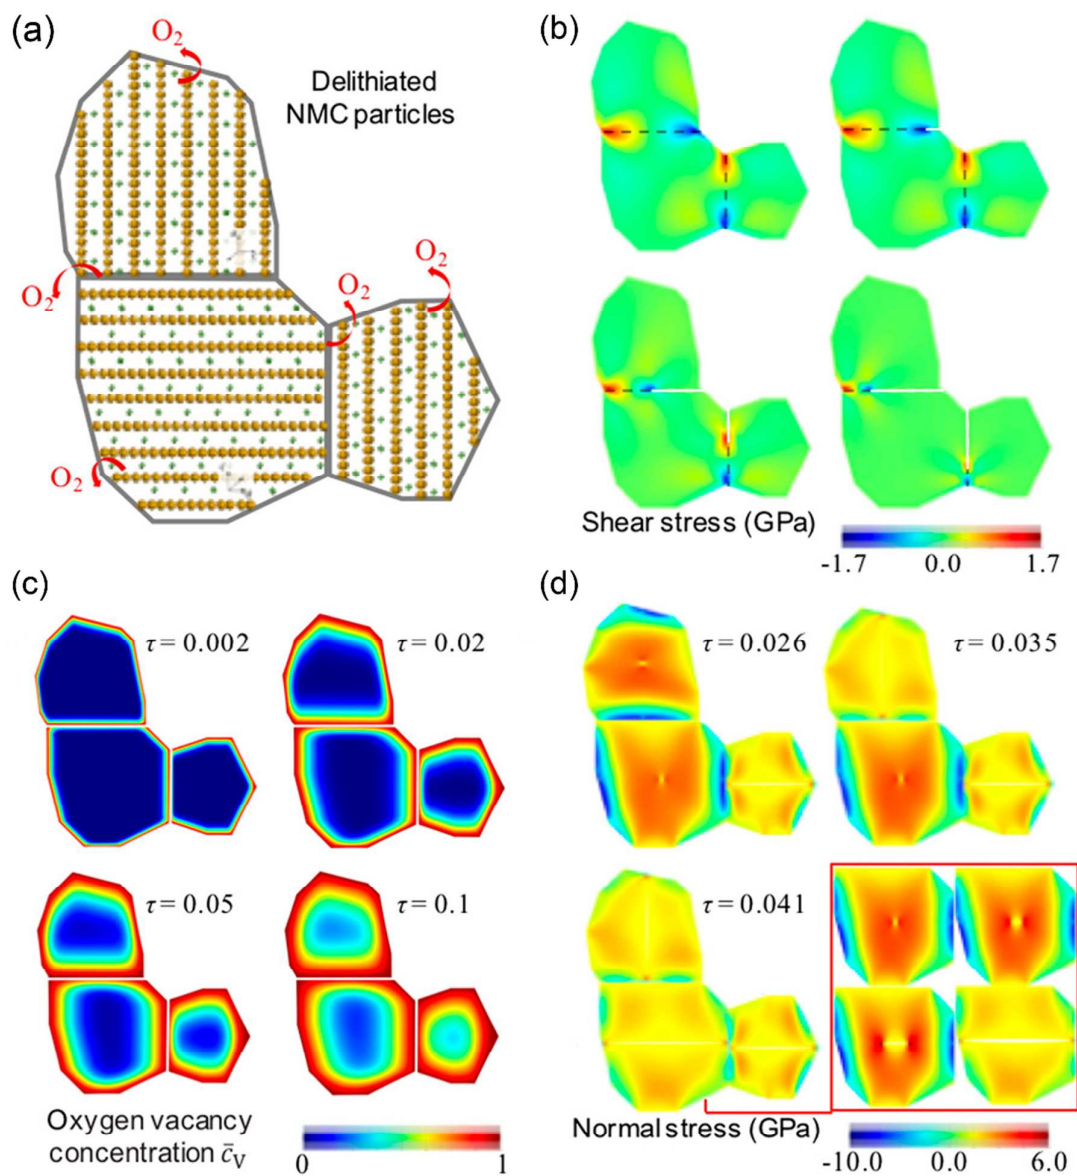 (a)
O₂
Delithiated
NMC particles
O₂
O₂
O₂
O₂
(b)
Shear stress (GPa)
-1.7 0.0 1.7
(c)
τ = 0.002
τ = 0.02
τ = 0.05
τ = 0.1
Oxygen vacancy
concentration c̄V
0 1
(d)
τ = 0.026
τ = 0.035
τ = 0.041
Normal stress (GPa)
-10.0 0.0 6.0